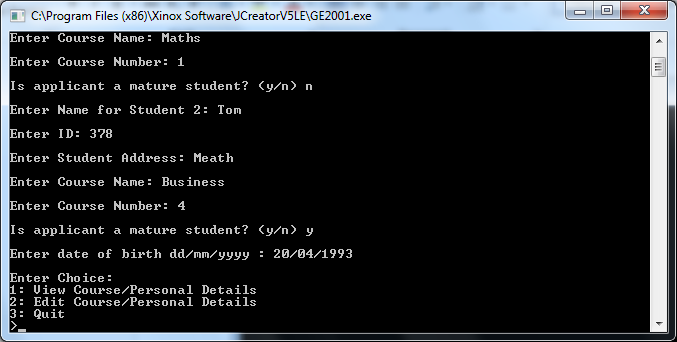 C:\Program Files (x86)\Xinox Software\JCreatorV5LE\GE2001.exe
Enter Course Name: Maths
Enter Course Number: 1
Is applicant a mature student? (y/n) n
Enter Name for Student 2: Tom
Enter ID: 378
Enter Student Address: Meath
Enter Course Name: Business
Enter Course Number: 4
Is applicant a mature student? (y/n) y
Enter date of birth dd/mm/yyyy : 20/04/1993
Enter Choice:
1: View Course/Personal Details
2: Edit Course/Personal Details
3: Quit
>_